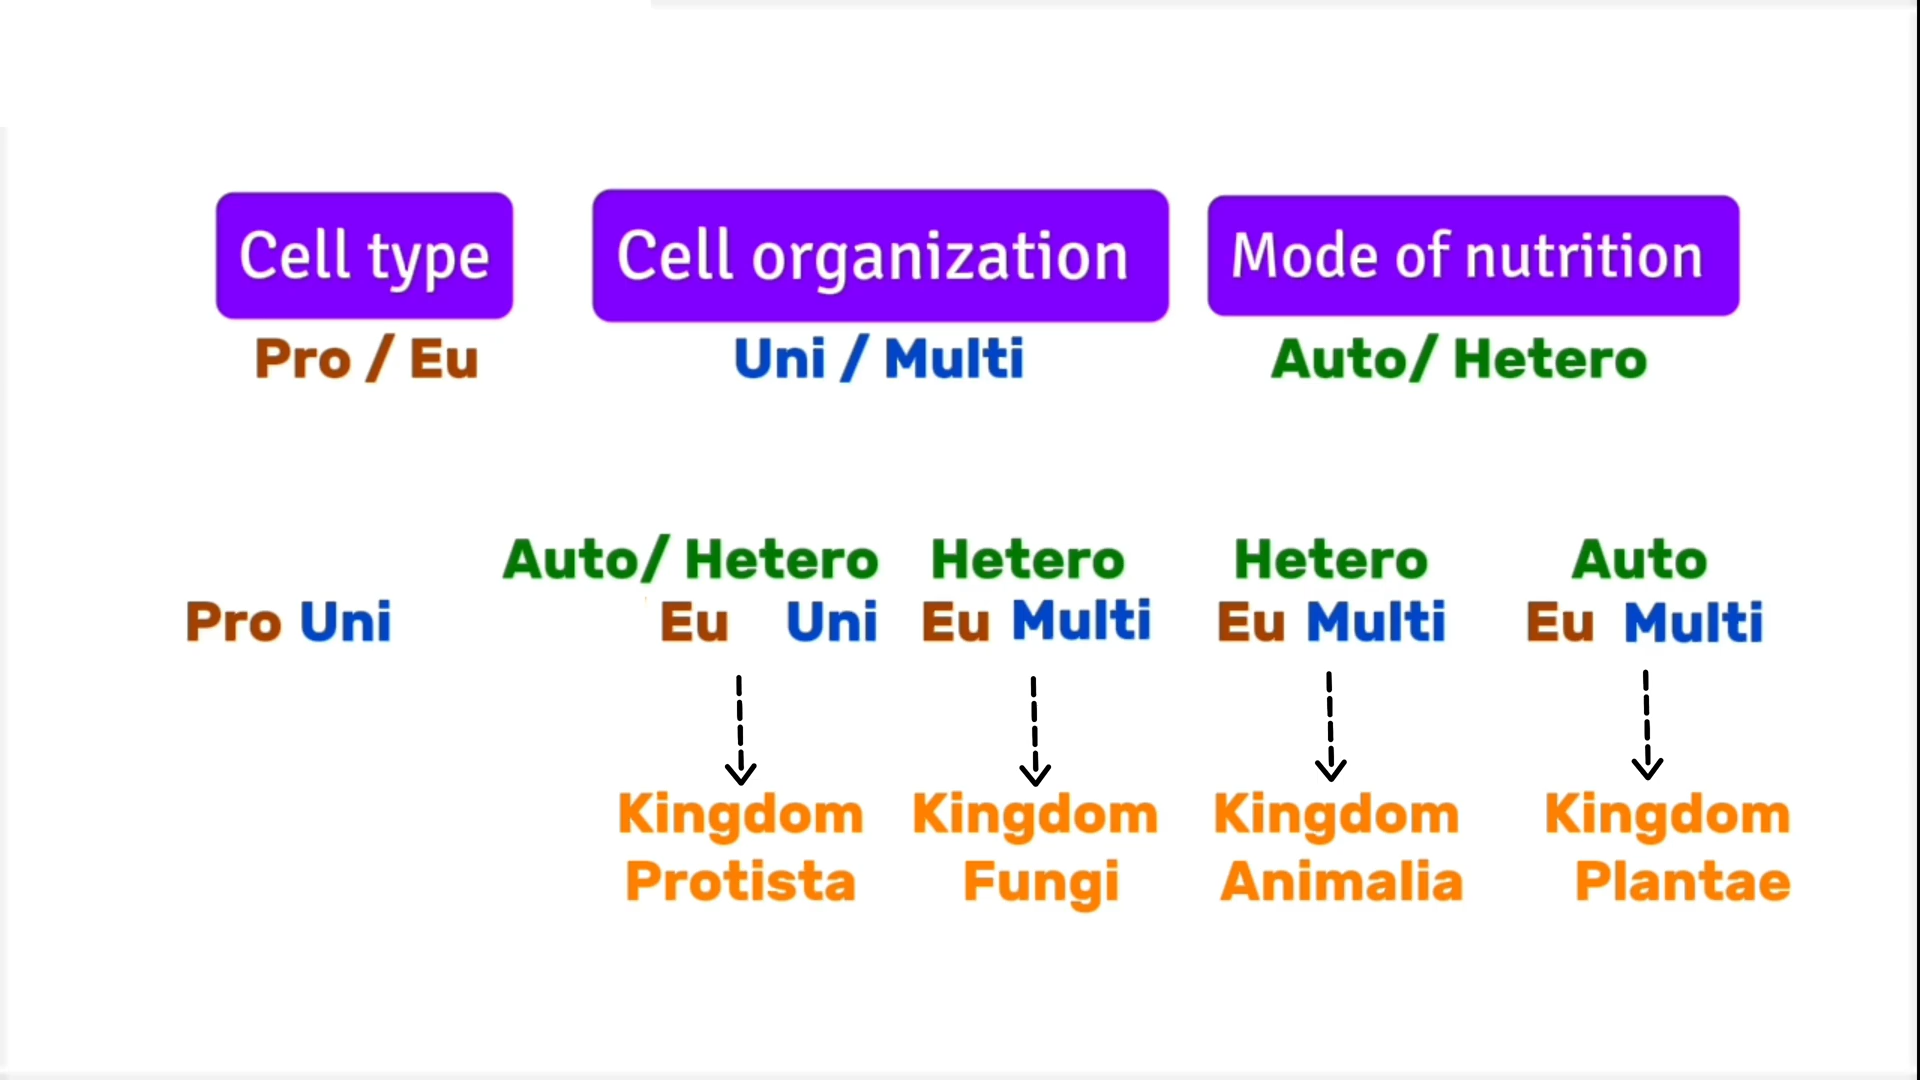 Cell type
Cell organization
Mode of nutrition
Pro / Eu
Uni / Multi
Auto/ Hetero
Auto/ Hetero
Hetero
Hetero
Auto
Pro Uni
Eu Uni
Eu Multi
Eu Multi
Eu Multi
Kingdom
Protista
Kingdom
Fungi
Kingdom
Animalia
Kingdom
Plantae